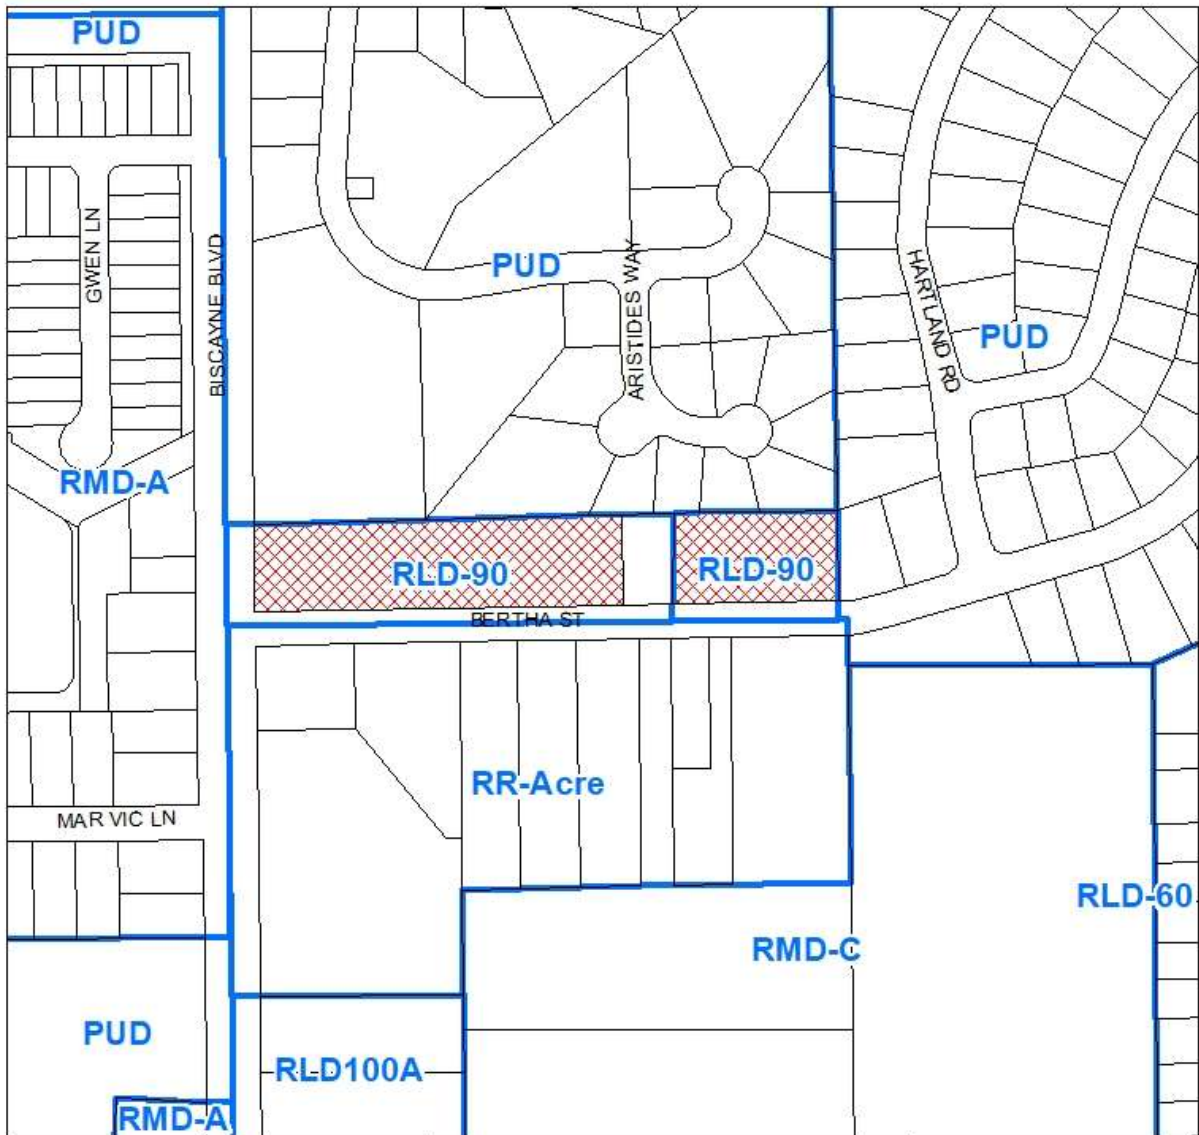 PUD
GWEN LN
BISCAYNE BLVD
PUD
ARISTIDES WAY
HARTLAND RD
PUD
RMD-A
RLD-90
RLD-90
BERTHA ST
RR-Acre
MAR VIC LN
RLD-60
RMD-C
PUD
RLD100A
RMD-A